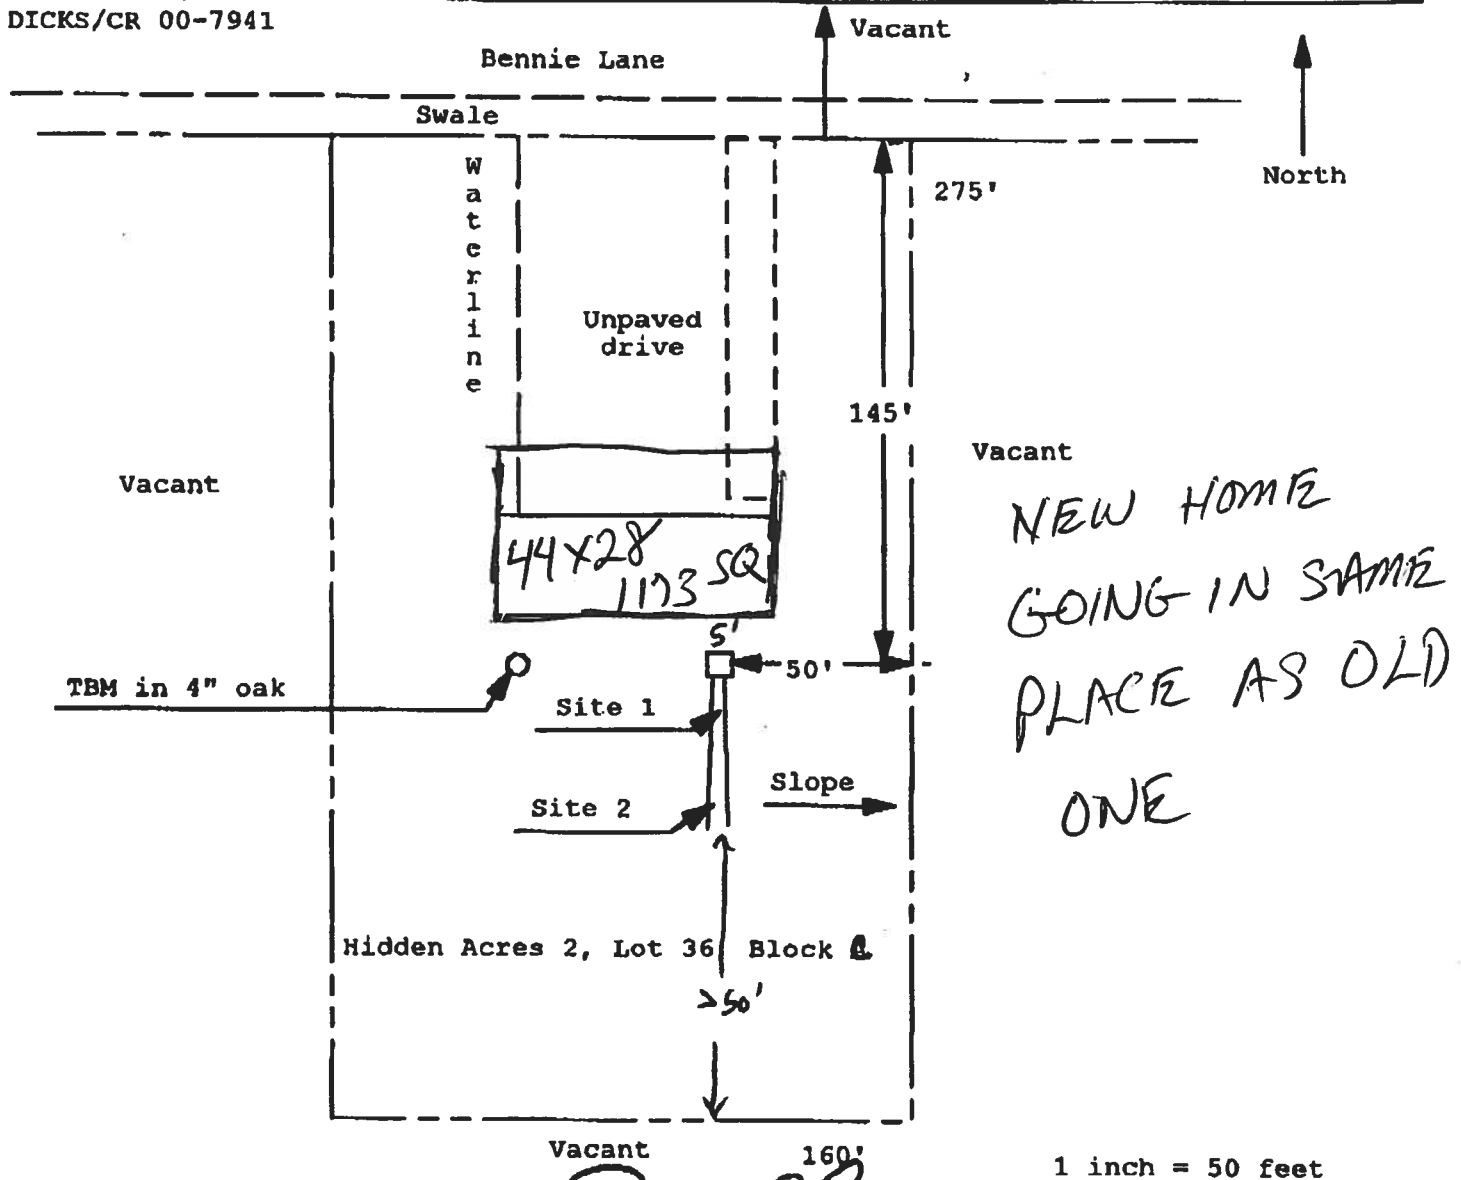 DICKS/CR 00-7941
Vacant
Bennie Lane
Swale
North
Waterline
275'
Unpaved
drive
145'
Vacant
Vacant
NEW HOME
GOING IN SAME
PLACE AS OLD
ONE
44X28
1173 SQ
5'
50'
TBM in 4" oak
Site 1
Slope
Site 2
Hidden Acres 2, Lot 36 Block
>50'
Vacant
160'
1 inch = 50 feet